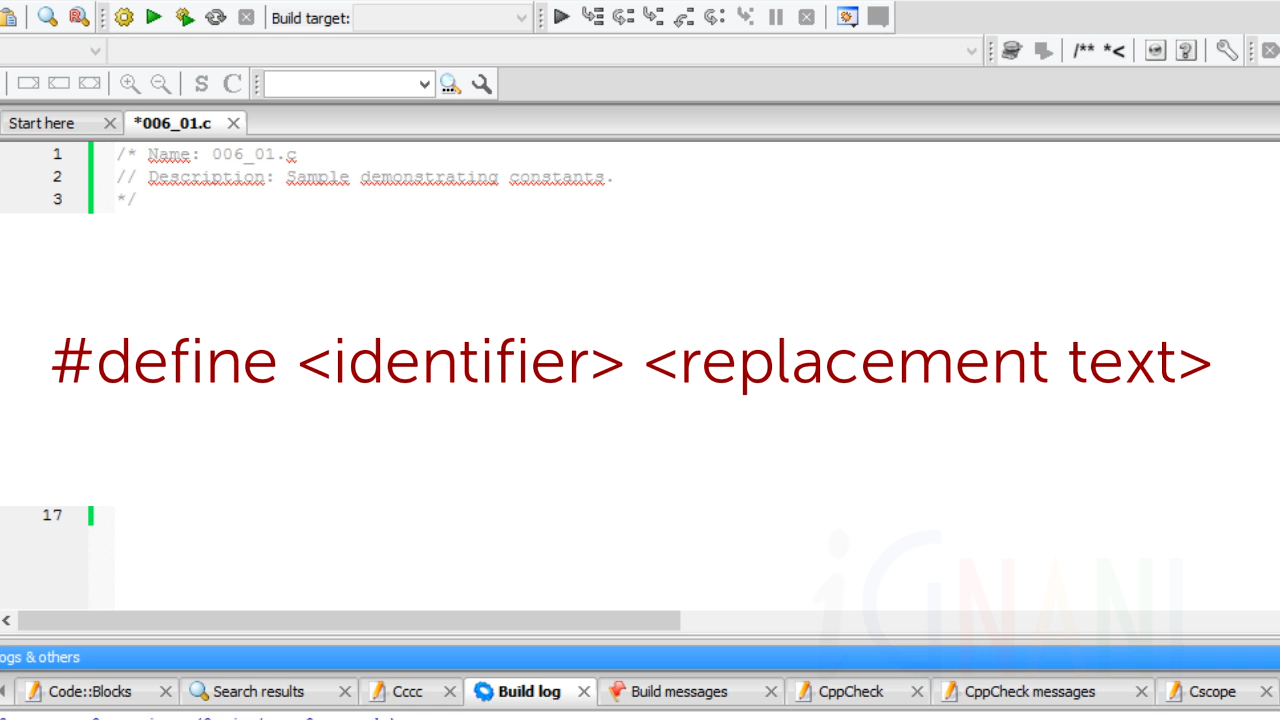 Build target:
/** *<
S C
Start here *006_01.c
1 /* Name: 006_01.c
2 // Description: Sample demonstrating constants.
3 */
#define <identifier> <replacement text>
17
iGNANI
ogs & others
Code::Blocks Search results Cccc Build log Build messages CppCheck CppCheck messages Cscope